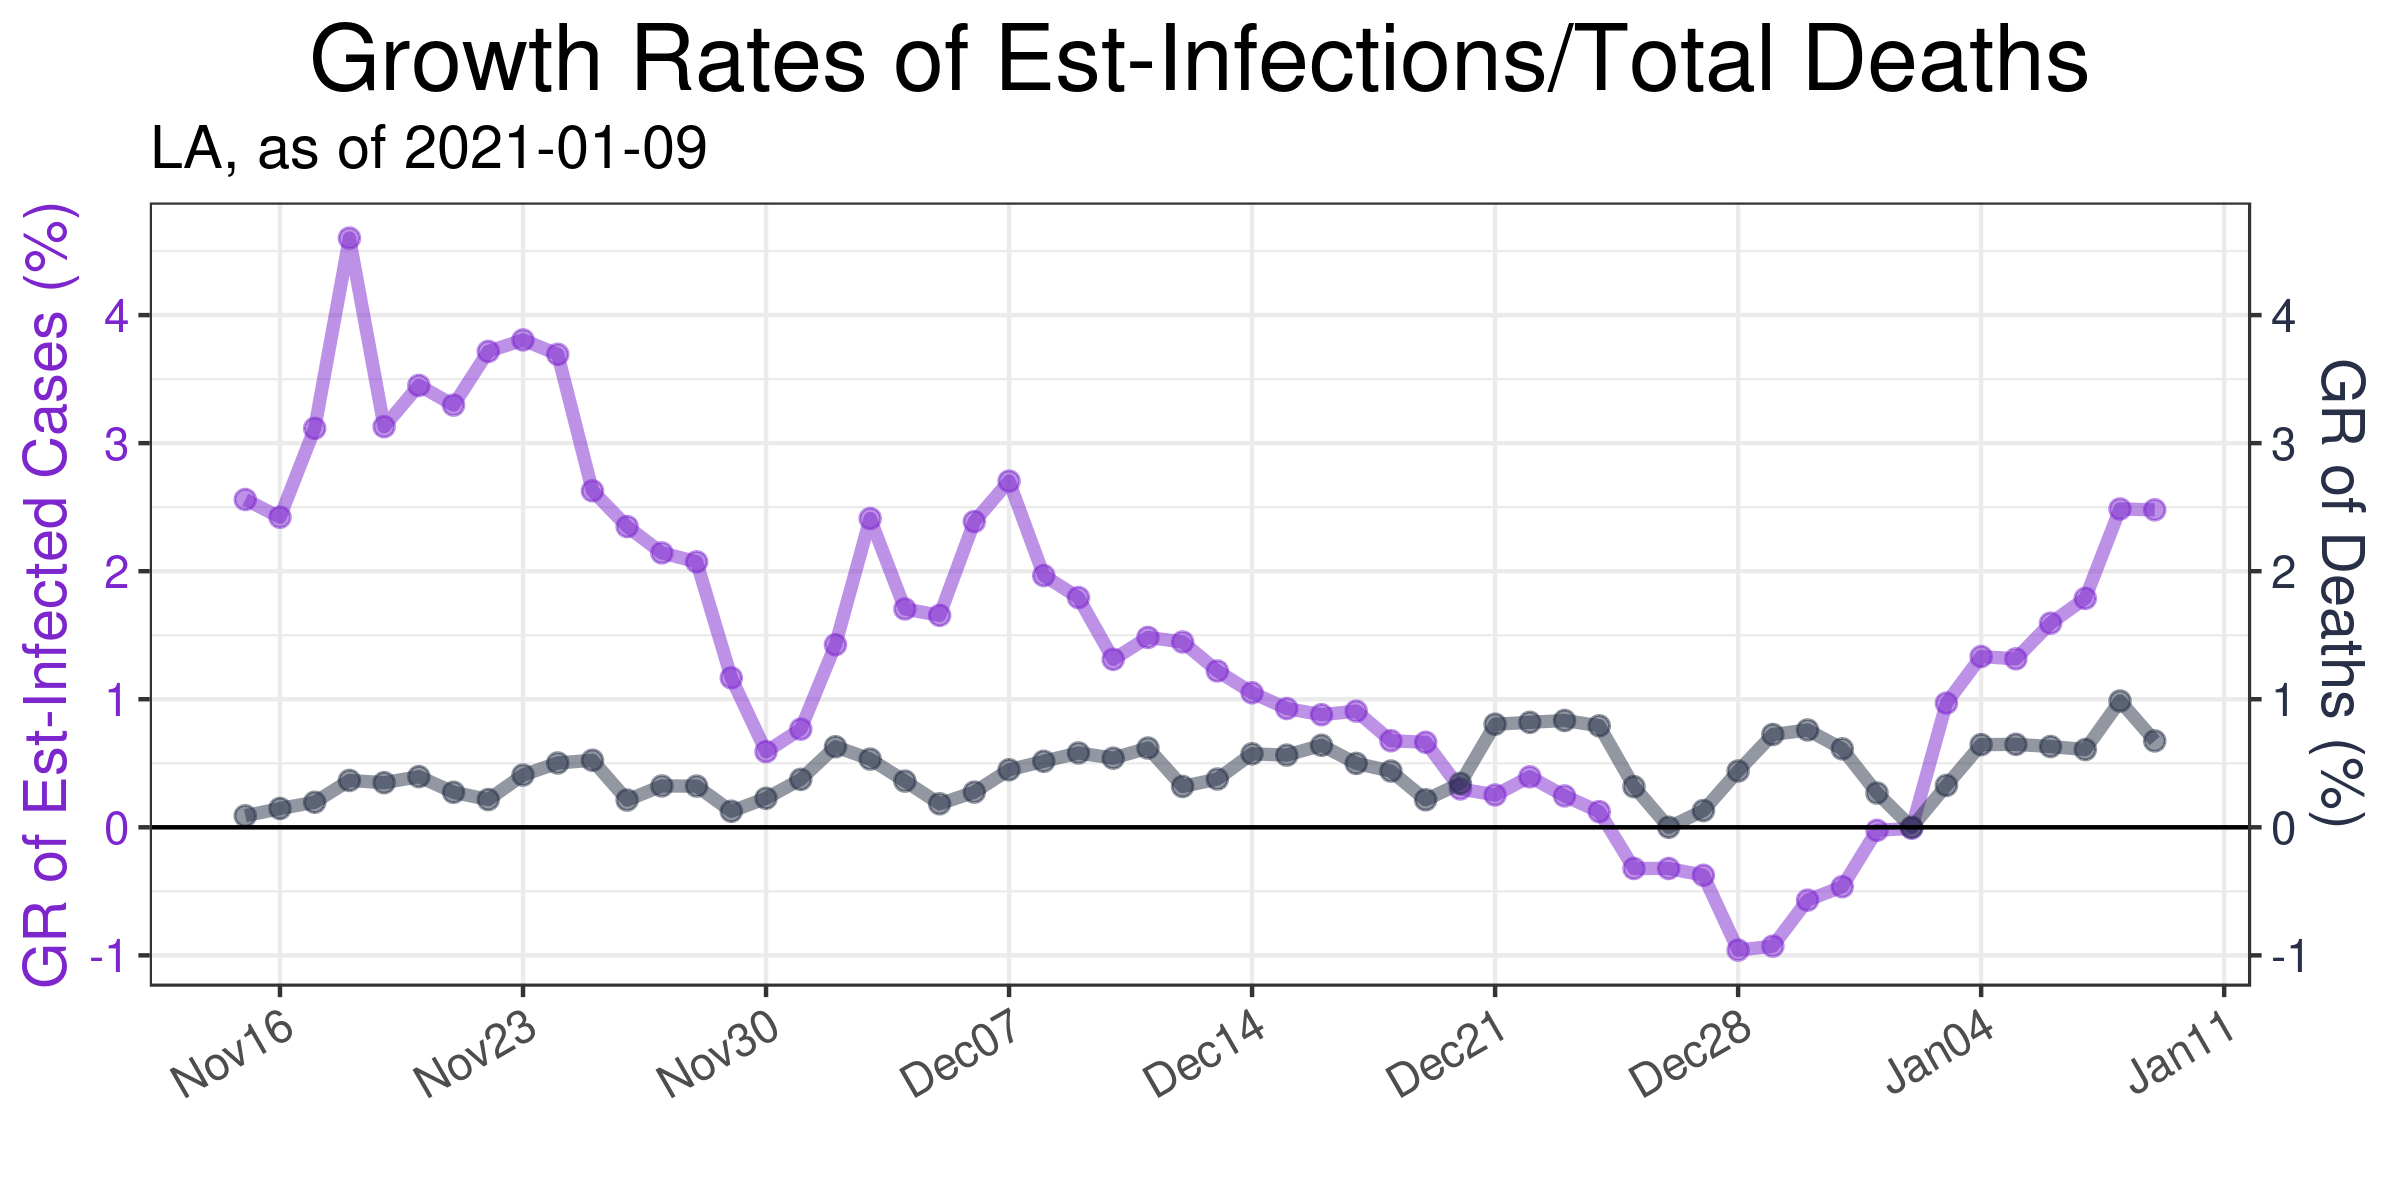 Growth Rates of Est-Infections/Total Deaths
LA, as of 2021-01-09
GR of Est-Infected Cases (%)
4
3
2
1
0
-1
4
3
2
1
0
-1
GR of Deaths (%)
Nov16
Nov23
Nov30
Dec07
Dec14
Dec21
Dec28
Jan04
Jan11